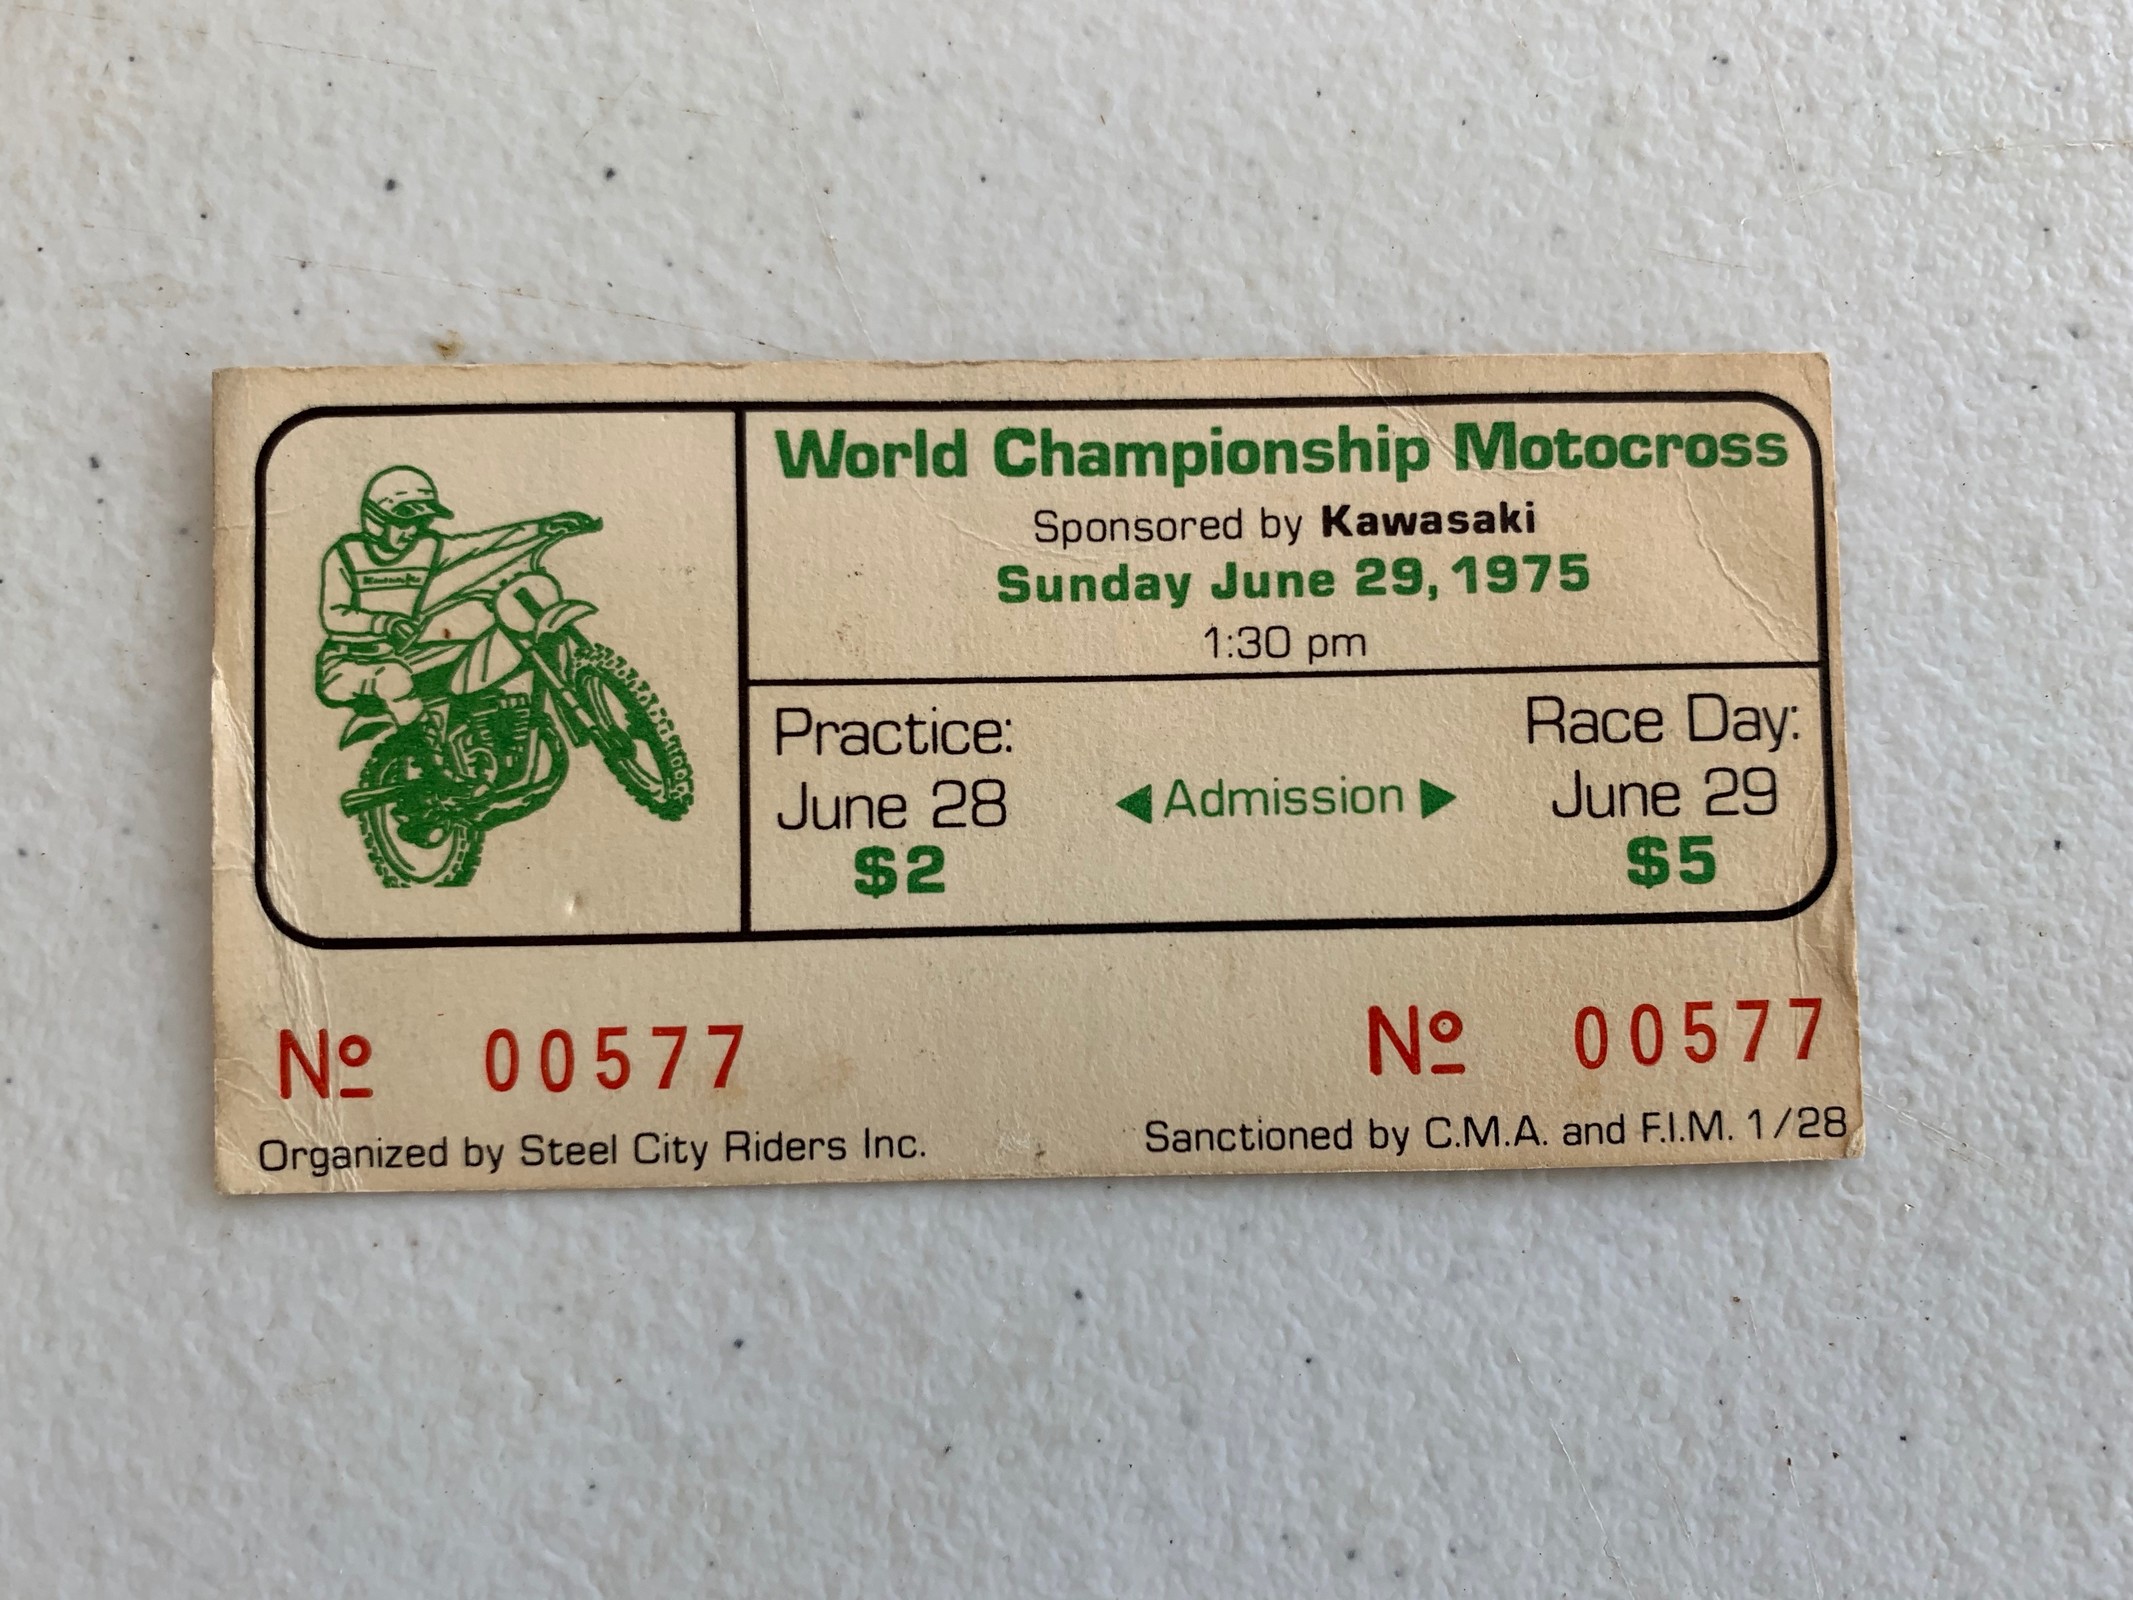 World Championship Motocross
Sponsored by Kawasaki
Sunday June 29, 1975
1:30 pm
Practice:
June 28
$2
◀ Admission ▶
Race Day:
June 29
$5
Nº 00577
Nº 00577
Organized by Steel City Riders Inc.
Sanctioned by C.M.A. and F.I.M. 1/28